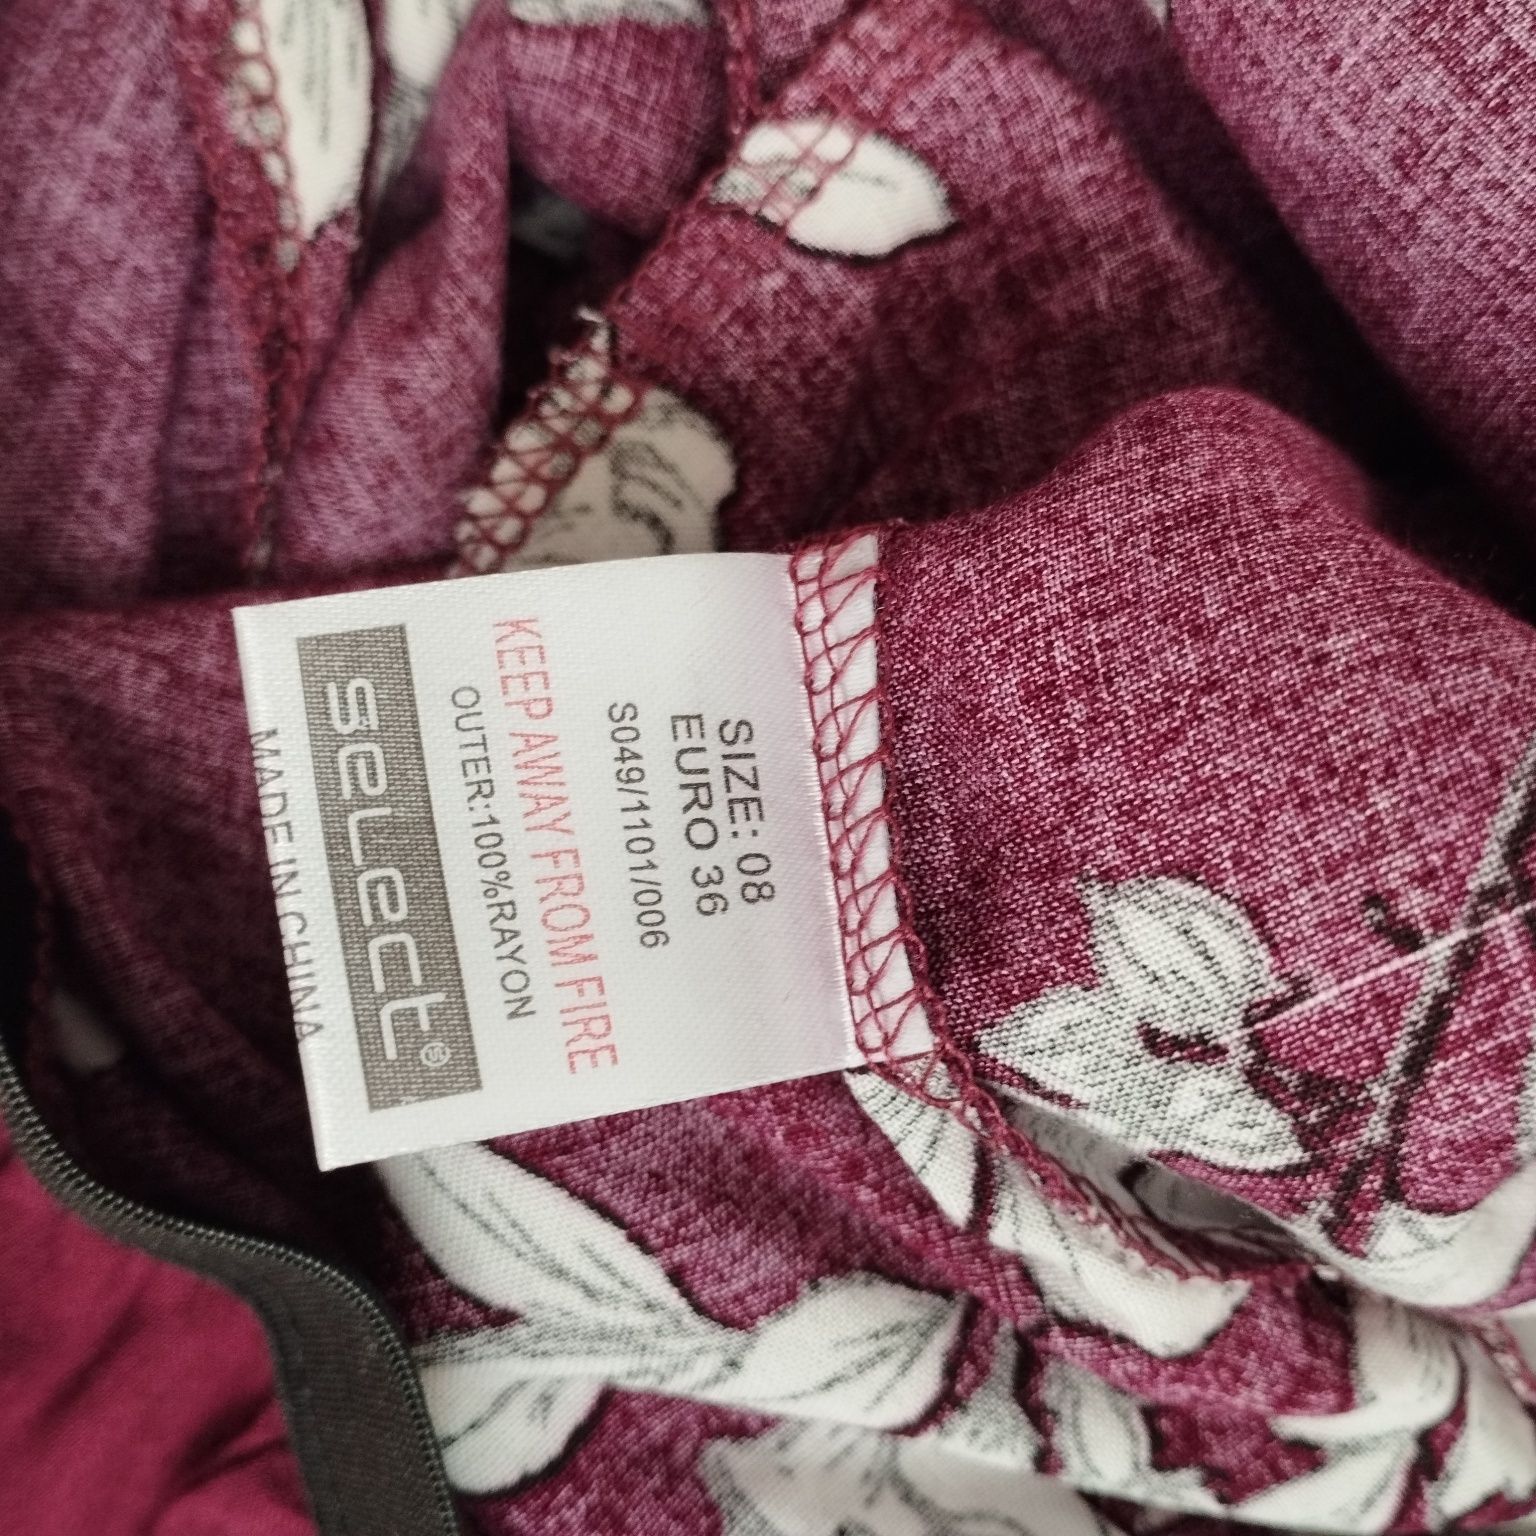 SIZE: 08
EURO 36
S049/1101/006
KEEP AWAY FROM FIRE
OUTER:100%RAYON
select®
MADE IN CHINA